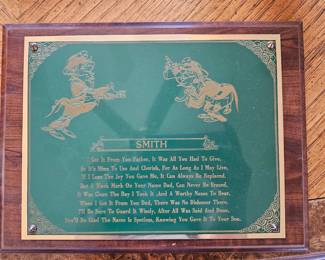 SMITH
I Got It From You Father, It Was All You Had To Give,
So It's Mine To Use And Cherish, For As Long As I May Live,
If I Lose The Joy You Gave Me, It Can Always Be Replaced,
But A Black Mark On Your Name Dad, Can Never Be Erased,
It Was Clean The Day I Took It ,And A Worthy Name To Bear,
When I Got It From You Dad, There Was No Dishonor There,
I'll Be Sure To Guard It Wisely, After All Was Said And Done,
You'll Be Glad The Name Is Spotless, Knowing You Gave It To Your Son.